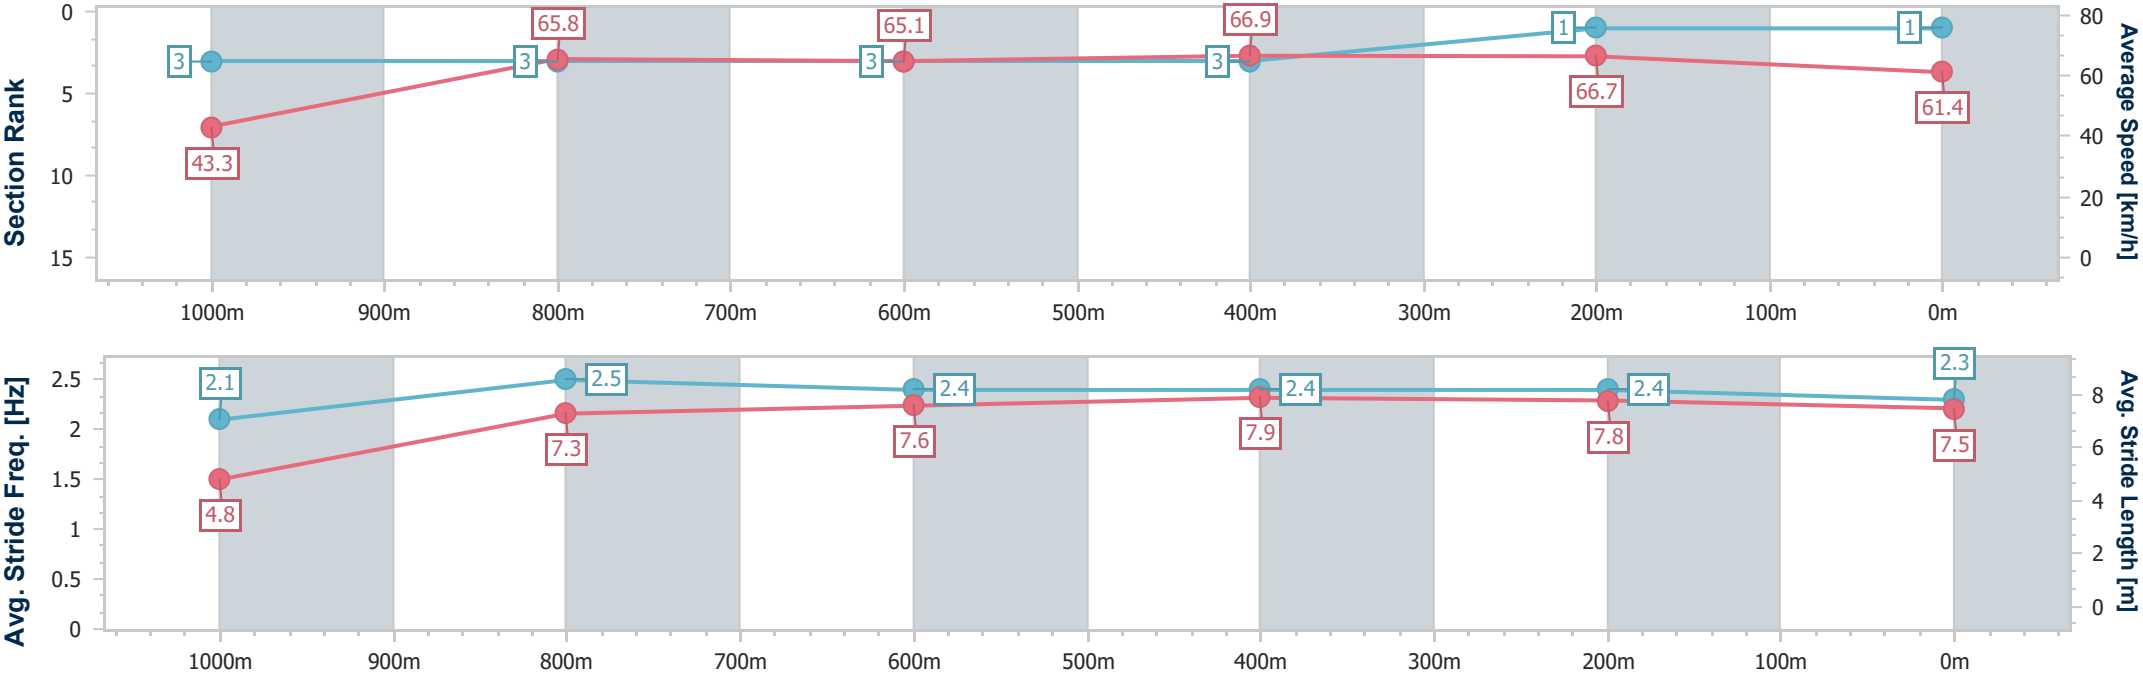 Section Rank
0
5
10
15
3
3
3
3
1
1
43.3
65.8
65.1
66.9
66.7
61.4
80
60
40
20
0
Average Speed [km/h]
1000m
900m
800m
700m
600m
500m
400m
300m
200m
100m
0m
Avg. Stride Freq. [Hz]
2.5
2
1.5
1
0.5
0
2.1
2.5
2.4
2.4
2.4
2.3
4.8
7.3
7.6
7.9
7.8
7.5
8
6
4
2
0
Avg. Stride Length [m]
1000m
900m
800m
700m
600m
500m
400m
300m
200m
100m
0m